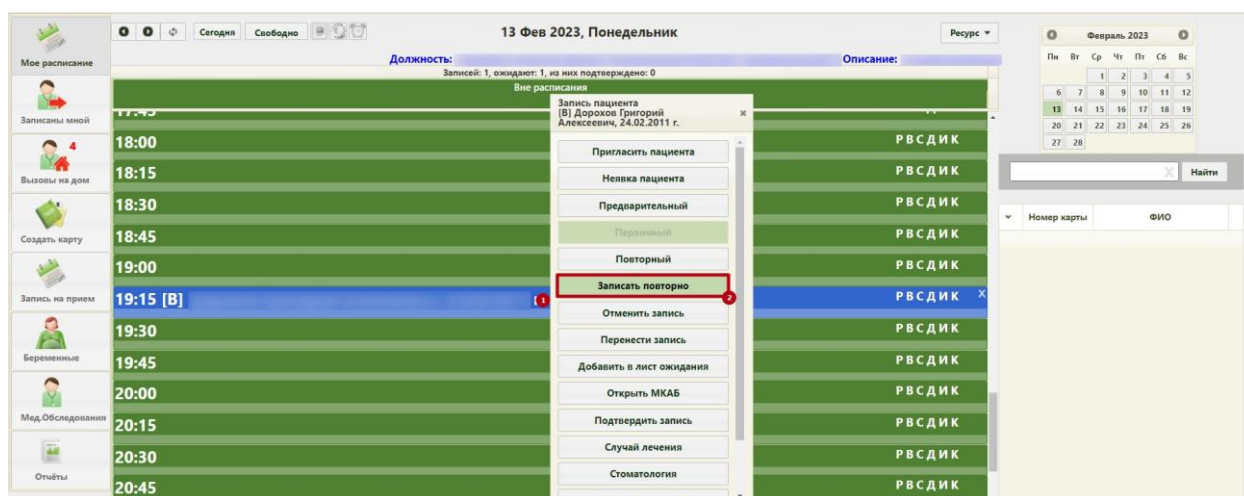 Мое расписание
Записаны мной
4
Вызовы на дом
Создать карту
Запись на прием
Беременные
Мед.Обследования
Отчёты
Сегодня
Свободно
13 Фев 2023, Понедельник
Ресурс
Должность:
Описание:
Записей: 1, ожидают: 1, из них подтверждено: 0
Вне расписания
17:45
18:00 РВСДИК
18:15 РВСДИК
18:30 РВСДИК
18:45 РВСДИК
19:00 РВСДИК
19:15 [В] 1 РВСДИК X
19:30 РВСДИК
19:45 РВСДИК
20:00 РВСДИК
20:15 РВСДИК
20:30 РВСДИК
20:45 РВСДИК
Запись пациента
[В] Дорохов Григорий
Алексеевич, 24.02.2011 г.
Пригласить пациента
Неявка пациента
Предварительный
Первичный
Повторный
Записать повторно
2
Отменить запись
Перенести запись
Добавить в лист ожидания
Открыть МКАБ
Подтвердить запись
Случай лечения
Стоматология
Февраль 2023
Пн Вт Ср Чт Пт Сб Вс
1 2 3 4 5
6 7 8 9 10 11 12
13 14 15 16 17 18 19
20 21 22 23 24 25 26
27 28
Найти
Номер карты ФИО